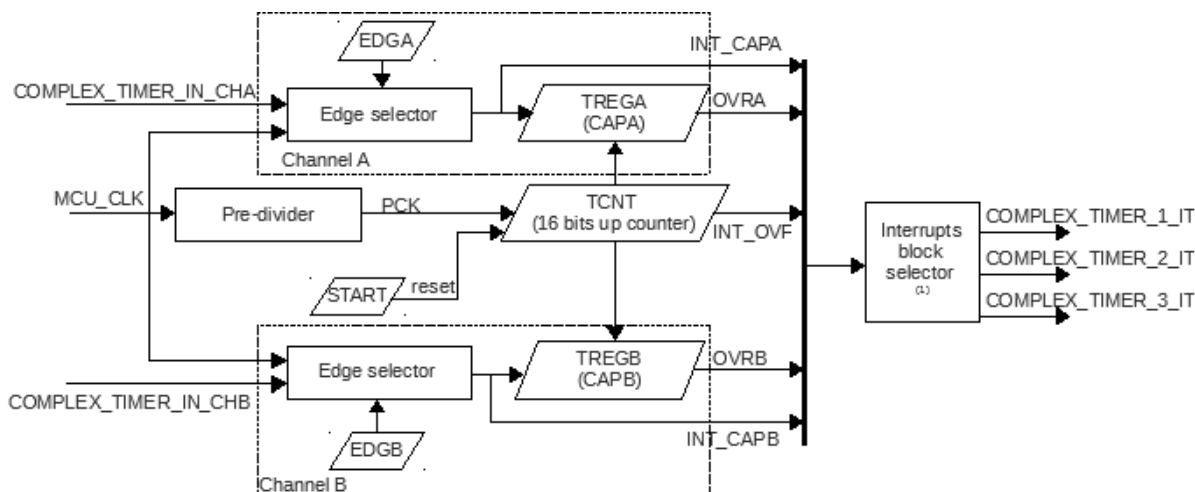 EDGA
INT_CAPA
COMPLEX_TIMER_IN_CHA
Edge selector
TREGA
(CAPA)
OVRA
Channel A
MCU_CLK
Pre-divider
PCK
TCNT
(16 bits up counter)
INT_OVF
START
reset
Interrupts
block
selector
(1)
COMPLEX_TIMER_1_IT
COMPLEX_TIMER_2_IT
COMPLEX_TIMER_3_IT
Edge selector
TREGB
(CAPB)
OVRB
COMPLEX_TIMER_IN_CHB
EDGB
INT_CAPB
Channel B